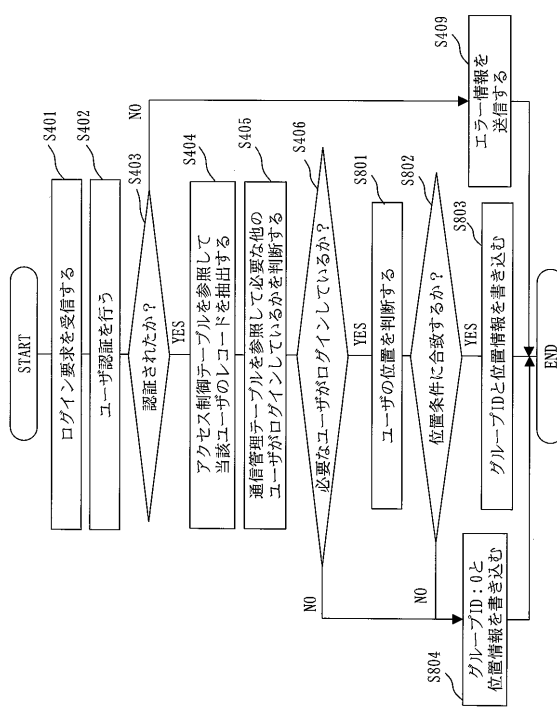 START
S401
ログイン要求を受信する
S402
ユーザ認証を行う
S403
認証されたか?
NO
YES
S404
アクセス制御テーブルを参照して
当該ユーザのレコードを抽出する
S405
通信管理テーブルを参照して必要な他の
ユーザがログインしているかを判断する
S406
必要なユーザがログインしているか?
NO
YES
S801
ユーザの位置を判断する
S802
位置条件に合致するか?
NO
YES
S803
グループIDと位置情報を書き込む
S804
グループID:0と
位置情報を書き込む
S409
エラー情報を
送信する
END